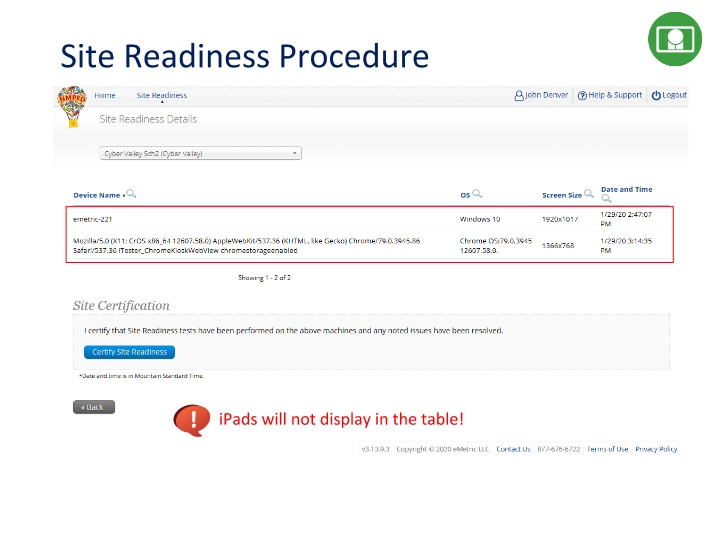 Site Readiness Procedure
NMPED
Home Site Readiness John Denver Help & Support Logout
Site Readiness Details
Cyber Valley Sch2 (Cyber Valley)
Device Name OS Screen Size Date and Time
emetric-221 Windows 10 1920x1017 1/29/20 2:47:07
PM
Mozilla/5.0 (X11; CrOS x86_64 12607.58.0) AppleWebKit/537.36 (KHTML, like Gecko) Chrome/79.0.3945.86 Chrome OS:79.0.3945 1366x768 1/29/20 3:14:35
Safari/537.36 iTester_ChromeKioskWebView chromestorageenabled 12607.58.0. PM
Showing 1 - 2 of 2
Site Certification
I certify that Site Readiness tests have been performed on the above machines and any noted issues have been resolved.
Certify Site Readiness
*Date and time is in Mountain Standard Time.
« Back
! iPads will not display in the table!
v3.13.9.3 Copyright © 2020 eMetric LLC Contact Us 877-676-6722 Terms of Use Privacy Policy